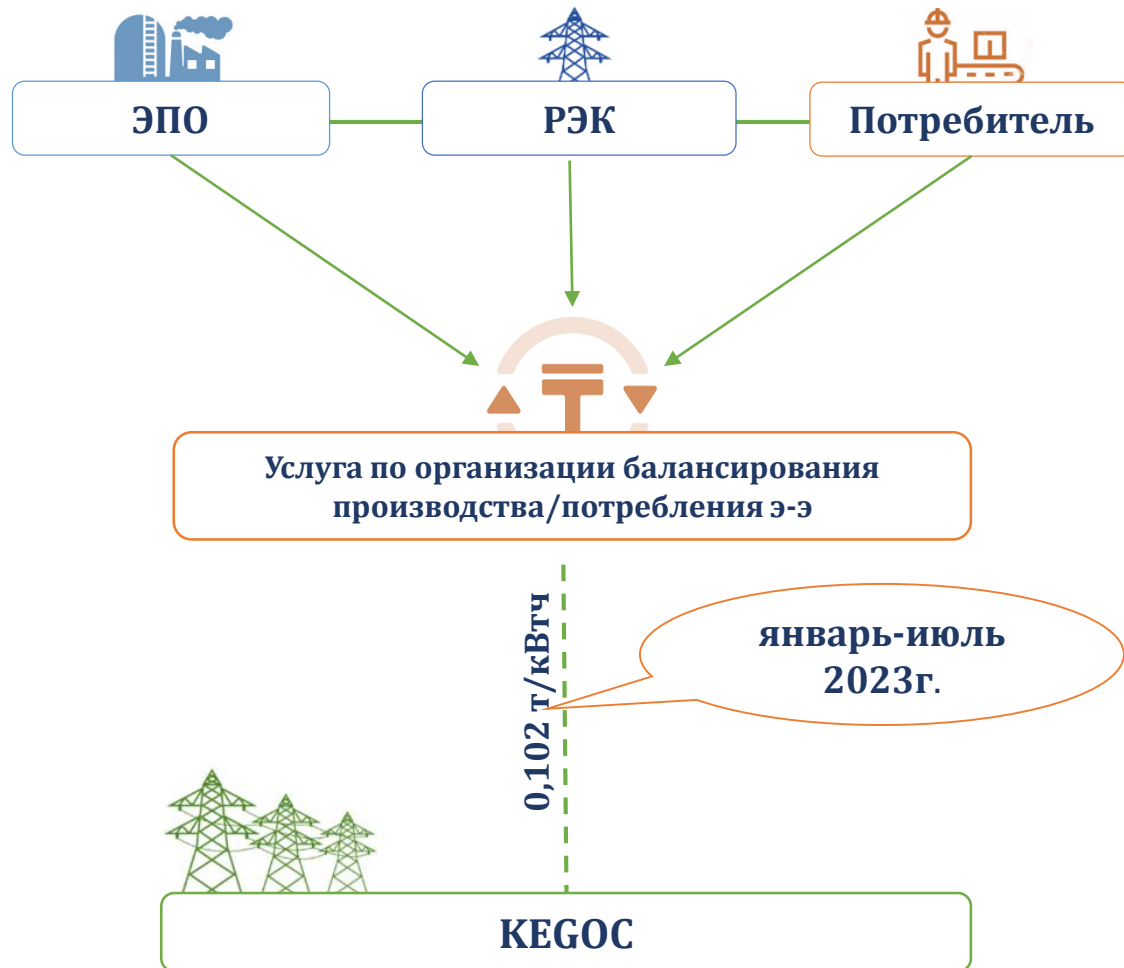 ЭПО
РЭК
Потребитель
Услуга по организации балансирования
производства/потребления э-э
0,102 т/кВтч
январь-июль
2023г.
KEGOC